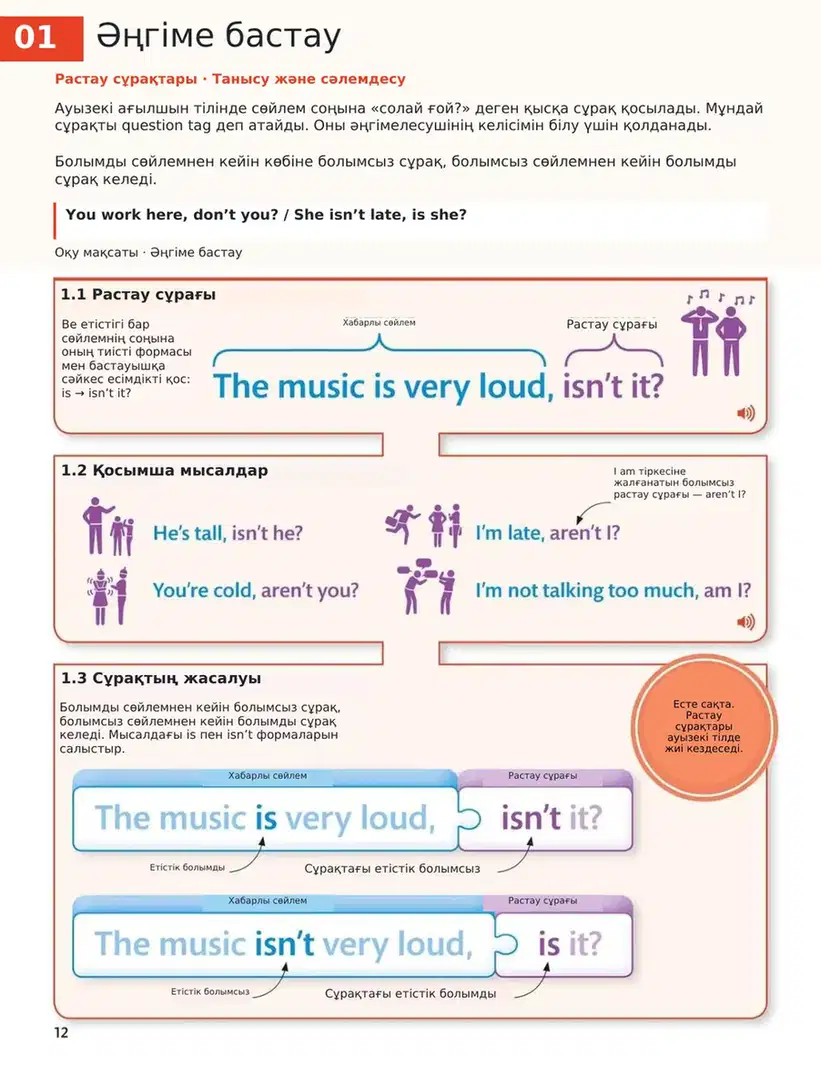 01 Әңгіме бастау
Растау сұрақтары · Танысу және сәлемдесу
Ауызекі ағылшын тілінде сөйлем соңына «солай ғой?» деген қысқа сұрақ қосылады. Мұндай
сұрақты question tag деп атайды. Оны әңгімелесушінің келісімін білу үшін қолданады.
Болымды сөйлемнен кейін көбіне болымсыз сұрақ, болымсыз сөйлемнен кейін болымды
сұрақ келеді.
You work here, don’t you? / She isn’t late, is she?
Оқу мақсаты · Әңгіме бастау
1.1 Растау сұрағы
Be етістігі бар
сөйлемнің соңына
оның тиісті формасы
мен бастауышқа
сәйкес есімдікті қос:
is → isn’t it?
Хабарлы сөйлем
Растау сұрағы
The music is very loud, isn’t it?
1.2 Қосымша мысалдар
I am тіркесіне
жалғанатын болымсыз
растау сұрағы — aren’t I?
He’s tall, isn’t he?
I’m late, aren’t I?
You’re cold, aren’t you?
I’m not talking too much, am I?
1.3 Сұрақтың жасалуы
Болымды сөйлемнен кейін болымсыз сұрақ,
болымсыз сөйлемнен кейін болымды сұрақ
келеді. Мысалдағы is пен isn’t формаларын
салыстыр.
Есте сақта.
Растау
сұрақтары
ауызекі тілде
жиі кездеседі.
Хабарлы сөйлем
Растау сұрағы
The music is very loud, isn’t it?
Етістік болымды
Сұрақтағы етістік болымсыз
Хабарлы сөйлем
Растау сұрағы
The music isn’t very loud, is it?
Етістік болымсыз
Сұрақтағы етістік болымды
12